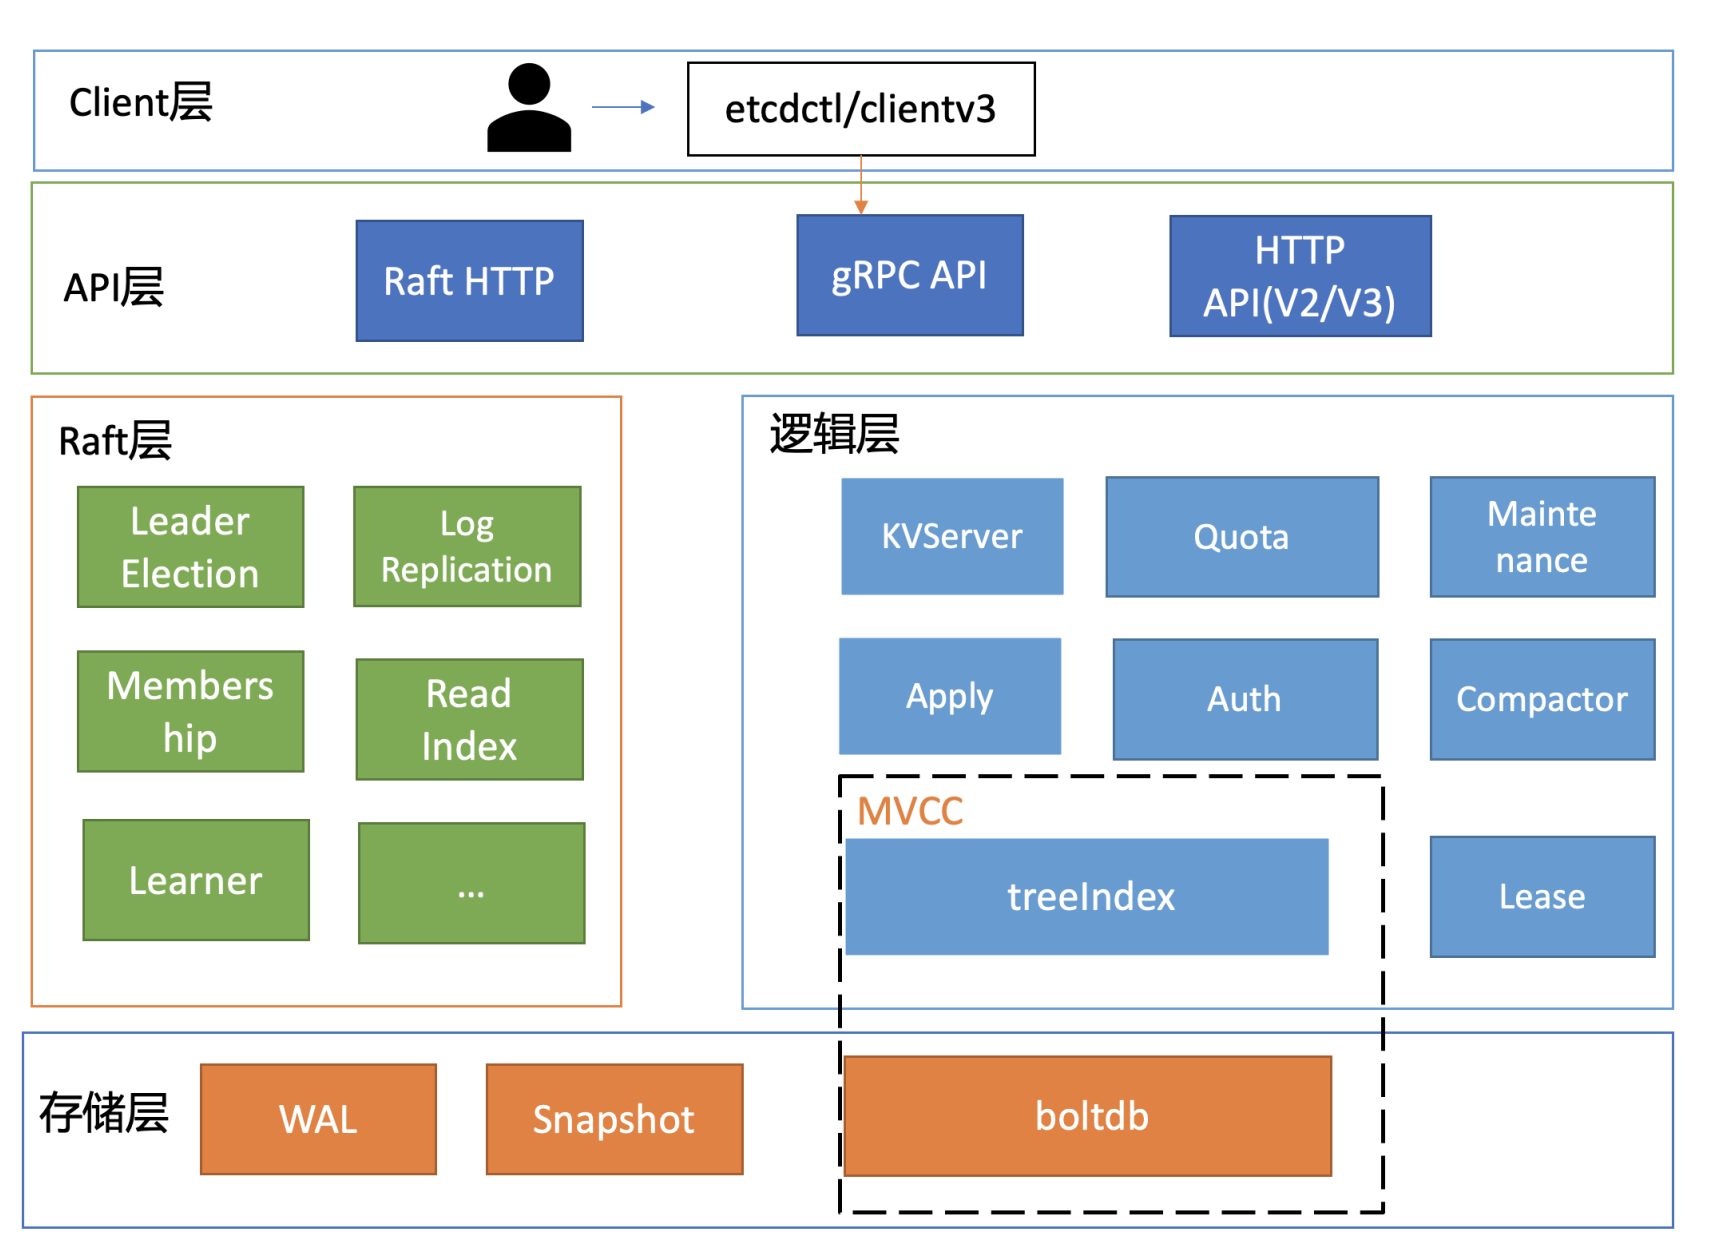 Client层
etcdctl/clientv3
API层
Raft HTTP
gRPC API
HTTP
API(V2/V3)
Raft层
Leader
Election
Log
Replication
Members
hip
Read
Index
Learner
...
逻辑层
KVServer
Quota
Mainte
nance
Apply
Auth
Compactor
MVCC
treeIndex
Lease
存储层
WAL
Snapshot
boltdb